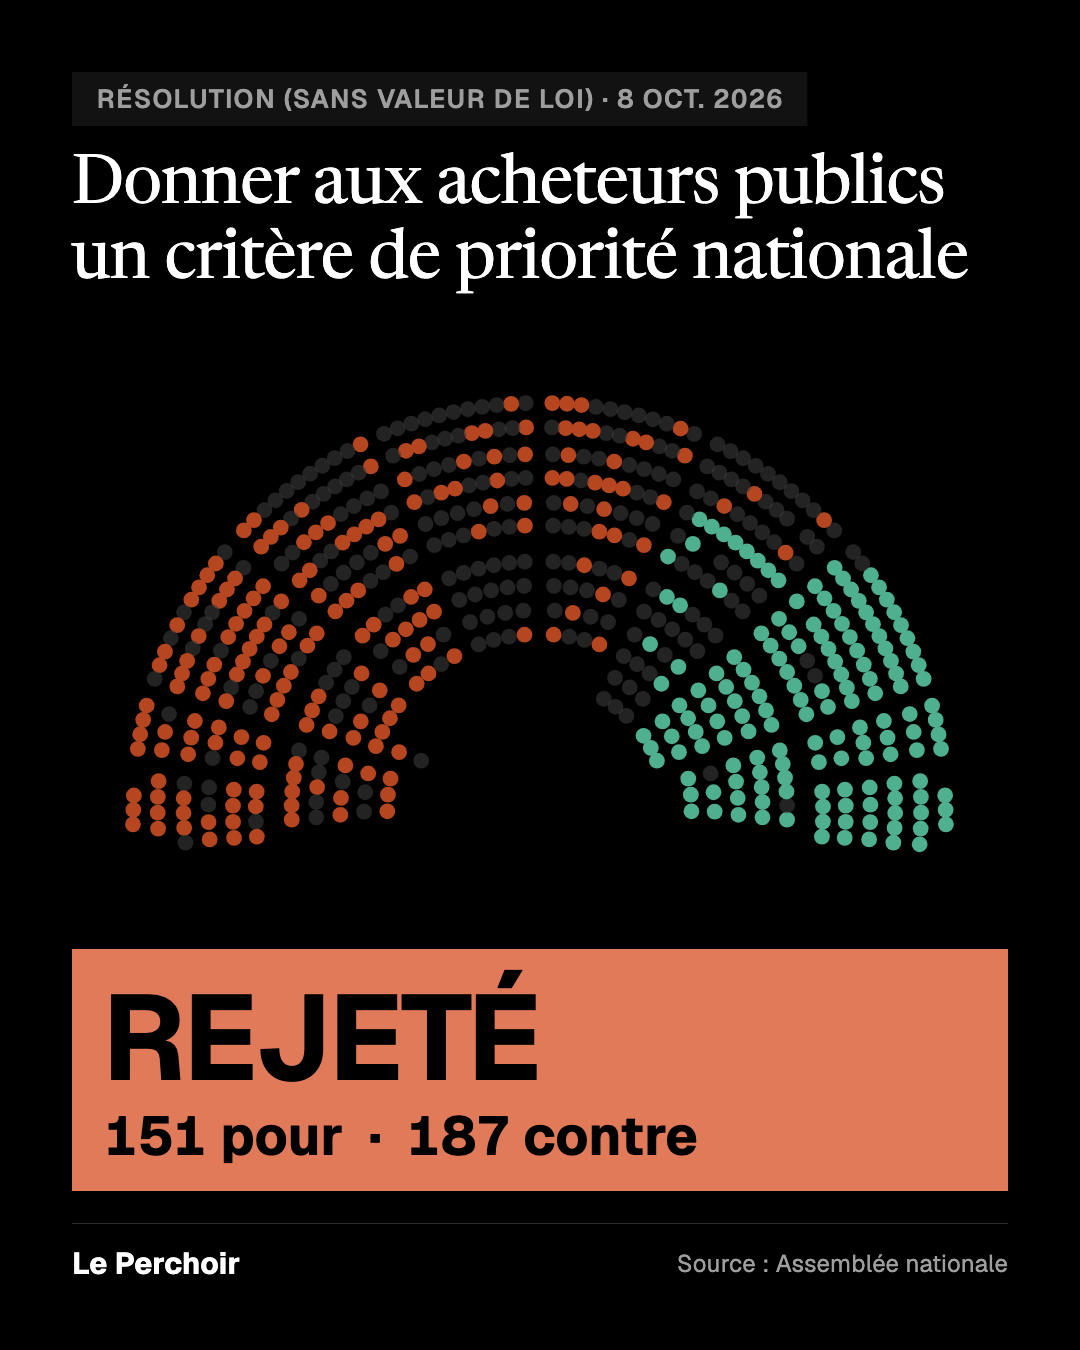 RÉSOLUTION (SANS VALEUR DE LOI) · 8 OCT. 2026
Donner aux acheteurs publics
un critère de priorité nationale
REJETÉ
151 pour · 187 contre
Le Perchoir
Source : Assemblée nationale